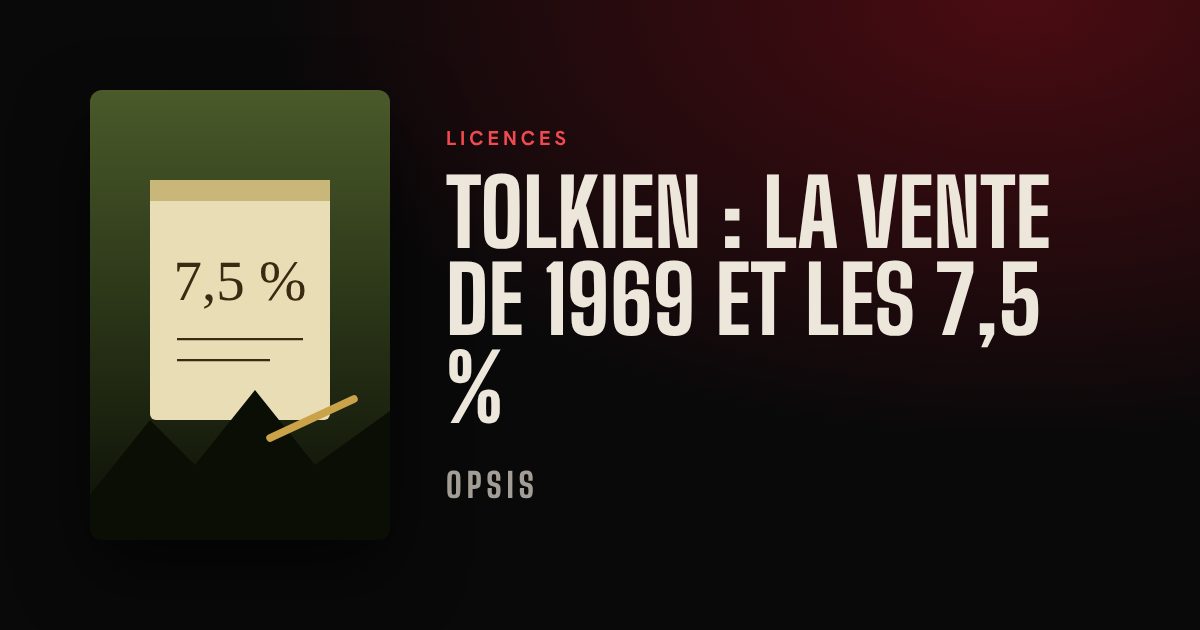 7,5 %
LICENCES
TOLKIEN : LA VENTE
DE 1969 ET LES 7,5
%
OPSIS